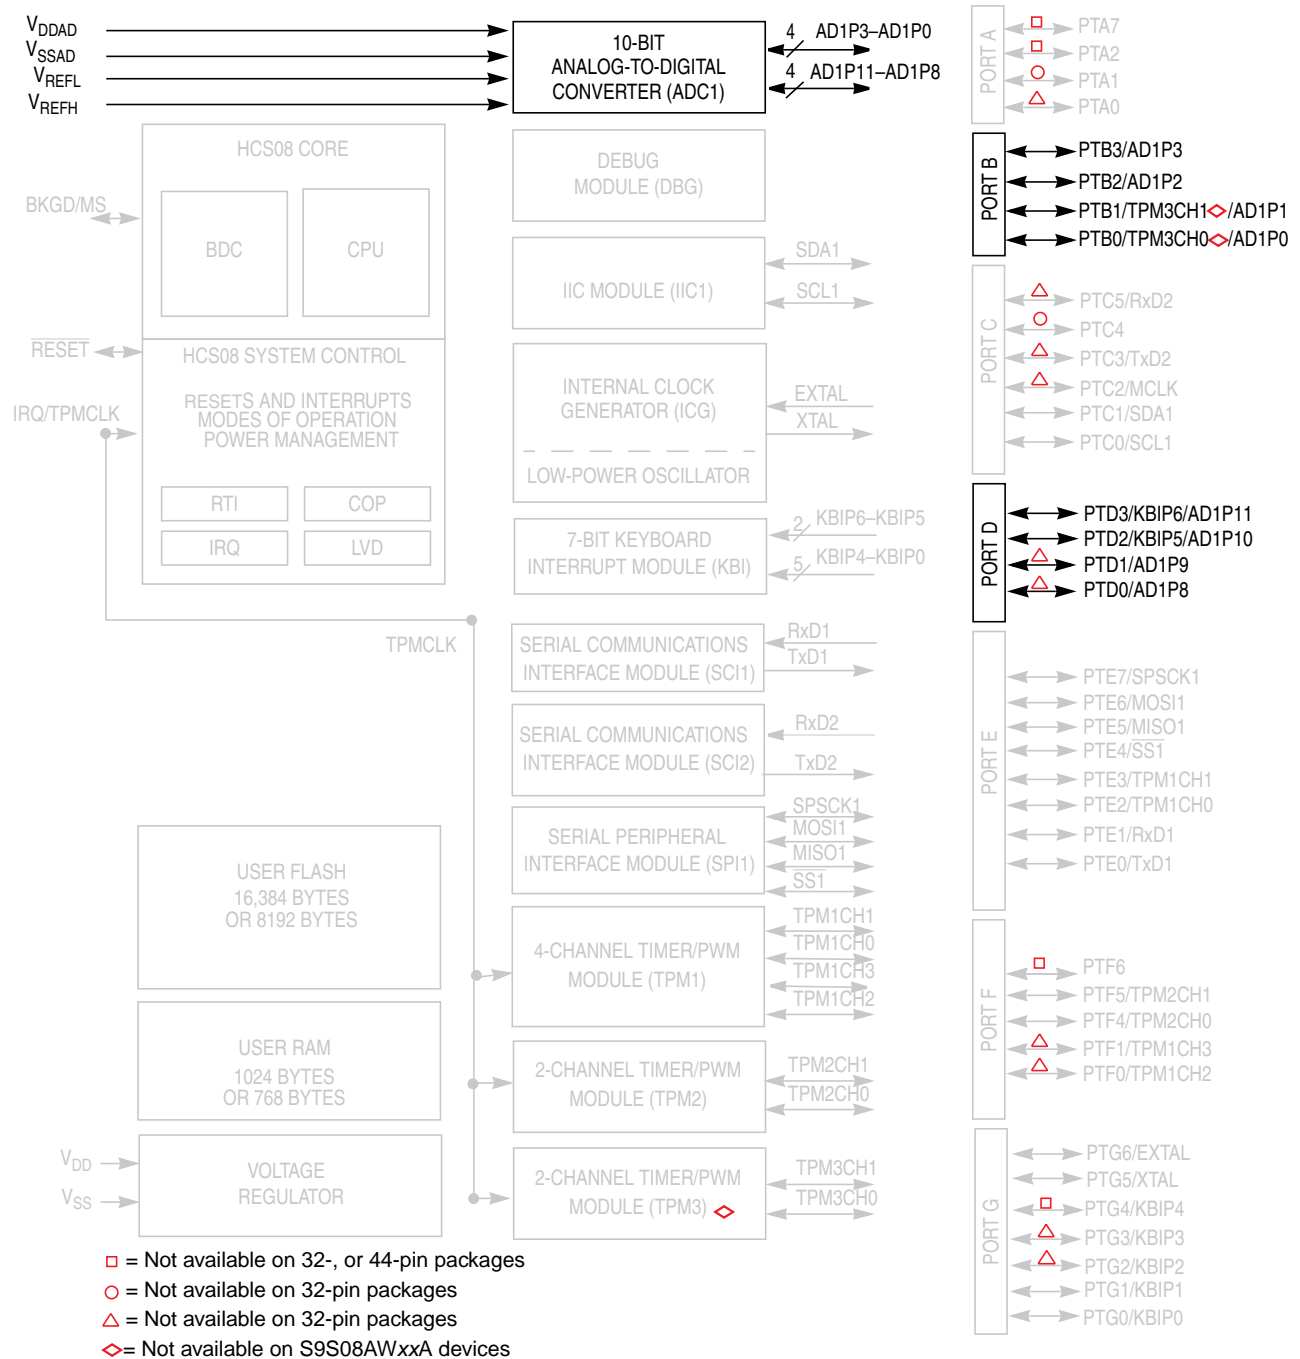 VDDAD
VSSAD
VREFL
VREFH
10-BIT
ANALOG-TO-DIGITAL
CONVERTER (ADC1)
4 AD1P3–AD1P0
4 AD1P11–AD1P8
HCS08 CORE
BDC
CPU
BKGD/MS
RESET
HCS08 SYSTEM CONTROL
RESETS AND INTERRUPTS
MODES OF OPERATION
POWER MANAGEMENT
IRQ/TPMCLK
RTI
COP
IRQ
LVD
TPMCLK
USER FLASH
16,384 BYTES
OR 8192 BYTES
USER RAM
1024 BYTES
OR 768 BYTES
VDD
VSS
VOLTAGE
REGULATOR
DEBUG
MODULE (DBG)
IIC MODULE (IIC1)
SDA1
SCL1
INTERNAL CLOCK
GENERATOR (ICG)
EXTAL
XTAL
LOW-POWER OSCILLATOR
7-BIT KEYBOARD
INTERRUPT MODULE (KBI)
2 KBIP6–KBIP5
5 KBIP4–KBIP0
SERIAL COMMUNICATIONS
INTERFACE MODULE (SCI1)
RxD1
TxD1
SERIAL COMMUNICATIONS
INTERFACE MODULE (SCI2)
RxD2
TxD2
SERIAL PERIPHERAL
INTERFACE MODULE (SPI1)
SPSCK1
MOSI1
MISO1
SS1
4-CHANNEL TIMER/PWM
MODULE (TPM1)
TPM1CH1
TPM1CH0
TPM1CH3
TPM1CH2
2-CHANNEL TIMER/PWM
MODULE (TPM2)
TPM2CH1
TPM2CH0
2-CHANNEL TIMER/PWM
MODULE (TPM3)
TPM3CH1
TPM3CH0
PORT A
PTA7
PTA2
PTA1
PTA0
PORT B
PTB3/AD1P3
PTB2/AD1P2
PTB1/TPM3CH1/AD1P1
PTB0/TPM3CH0/AD1P0
PORT C
PTC5/RxD2
PTC4
PTC3/TxD2
PTC2/MCLK
PTC1/SDA1
PTC0/SCL1
PORT D
PTD3/KBIP6/AD1P11
PTD2/KBIP5/AD1P10
PTD1/AD1P9
PTD0/AD1P8
PORT E
PTE7/SPSCK1
PTE6/MOSI1
PTE5/MISO1
PTE4/SS1
PTE3/TPM1CH1
PTE2/TPM1CH0
PTE1/RxD1
PTE0/TxD1
PORT F
PTF6
PTF5/TPM2CH1
PTF4/TPM2CH0
PTF1/TPM1CH3
PTF0/TPM1CH2
PORT G
PTG6/EXTAL
PTG5/XTAL
PTG4/KBIP4
PTG3/KBIP3
PTG2/KBIP2
PTG1/KBIP1
PTG0/KBIP0
= Not available on 32-, or 44-pin packages
= Not available on 32-pin packages
= Not available on 32-pin packages
= Not available on S9S08AWxxA devices